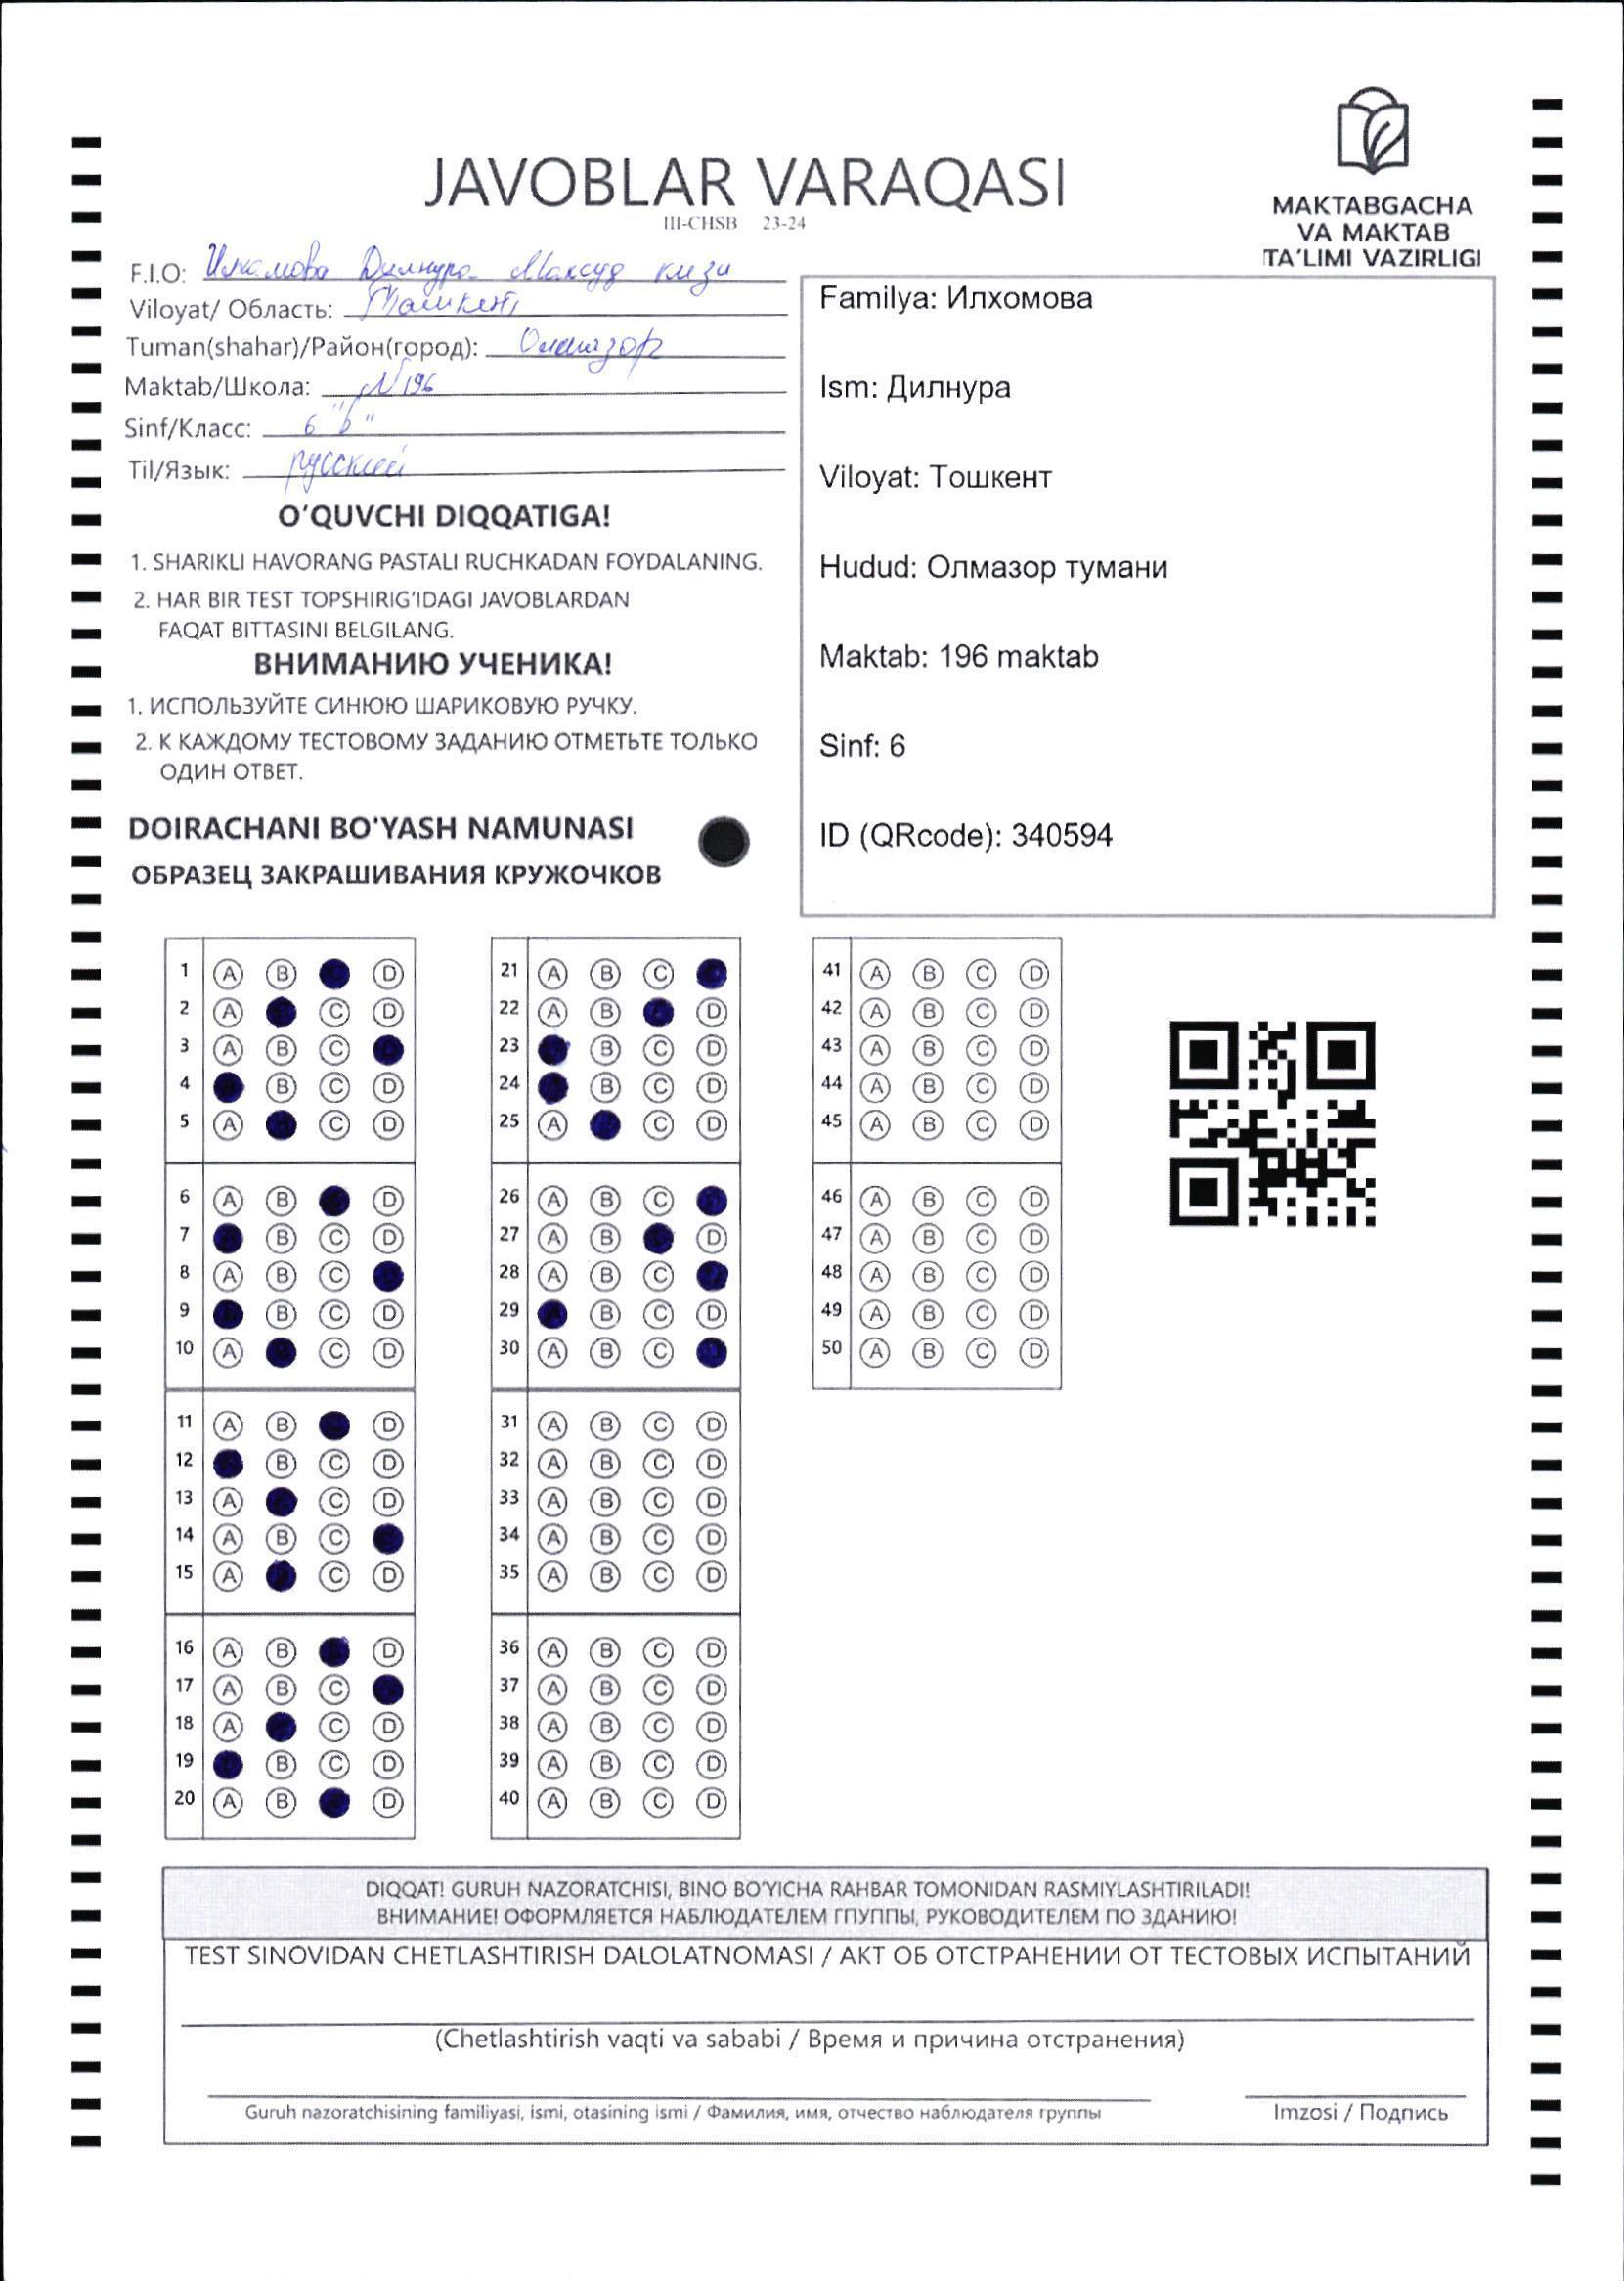 JAVOBLAR VARAQASI
III-CHSB 23-24
MAKTABGACHA
VA MAKTAB
TA'LIMI VAZIRLIGI
F.I.O: Илхамова Дилнура Максуд кизи
Viloyat/ Область: Ташкент
Tuman(shahar)/Район(город): Олмазор
Maktab/Школа: N196
Sinf/Класс: 6 "b"
Til/Язык: русский
O'QUVCHI DIQQATIGA!
1. SHARIKLI HAVORANG PASTALI RUCHKADAN FOYDALANING.
2. HAR BIR TEST TOPSHIRIG'IDAGI JAVOBLARDAN
FAQAT BITTASINI BELGILANG.
ВНИМАНИЮ УЧЕНИКА!
1. ИСПОЛЬЗУЙТЕ СИНЮЮ ШАРИКОВУЮ РУЧКУ.
2. К КАЖДОМУ ТЕСТОВОМУ ЗАДАНИЮ ОТМЕТЬТЕ ТОЛЬКО
ОДИН ОТВЕТ.
DOIRACHANI BO'YASH NAMUNASI
ОБРАЗЕЦ ЗАКРАШИВАНИЯ КРУЖОЧКОВ
Familya: Илхомова
Ism: Дилнура
Viloyat: Тошкент
Hudud: Олмазор тумани
Maktab: 196 maktab
Sinf: 6
ID (QRcode): 340594
1 A B D
2 A C D
3 A B C
4 B C D
5 A C D
6 A B D
7 B C D
8 A B C
9 B C D
10 A C D
11 A B D
12 B C D
13 A C D
14 A B C
15 A C D
16 A B D
17 A B C
18 A C D
19 B C D
20 A B D
21 A B C
22 A B D
23 B C D
24 B C D
25 A C D
26 A B C
27 A B D
28 A B C
29 B C D
30 A B C
31 A B C D
32 A B C D
33 A B C D
34 A B C D
35 A B C D
36 A B C D
37 A B C D
38 A B C D
39 A B C D
40 A B C D
41 A B C D
42 A B C D
43 A B C D
44 A B C D
45 A B C D
46 A B C D
47 A B C D
48 A B C D
49 A B C D
50 A B C D
DIQQAT! GURUH NAZORATCHISI, BINO BO'YICHA RAHBAR TOMONIDAN RASMIYLASHTIRILADI!
ВНИМАНИЕ! ОФОРМЛЯЕТСЯ НАБЛЮДАТЕЛЕМ ГПУППЫ, РУКОВОДИТЕЛЕМ ПО ЗДАНИЮ!
TEST SINOVIDAN CHETLASHTIRISH DALOLATNOMASI / АКТ ОБ ОТСТРАНЕНИИ ОТ ТЕСТОВЫХ ИСПЫТАНИЙ
(Chetlashtirish vaqti va sababi / Время и причина отстранения)
Guruh nazoratchisining familiyasi, ismi, otasining ismi / Фамилия, имя, отчество наблюдателя группы
Imzosi / Подпись